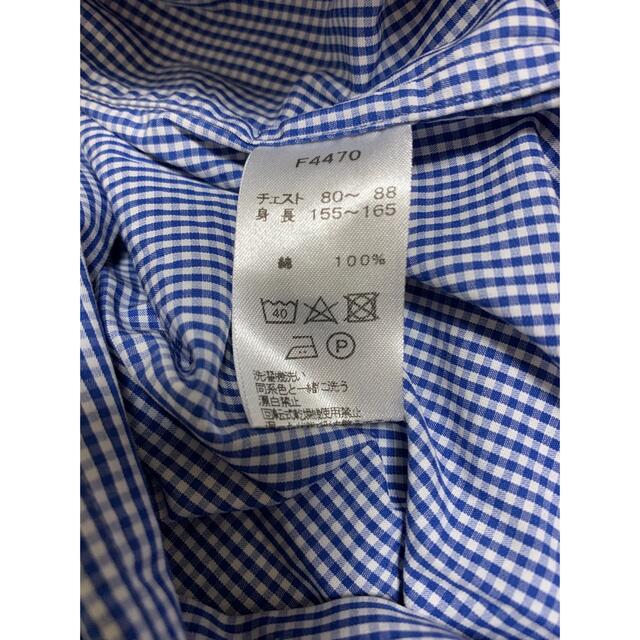 F4470
チェスト 80～ 88
身長 155～165
綿 100%
40
P
洗濯機洗い
同系色と一緒に洗う
漂白禁止
回転式乾燥機使用禁止